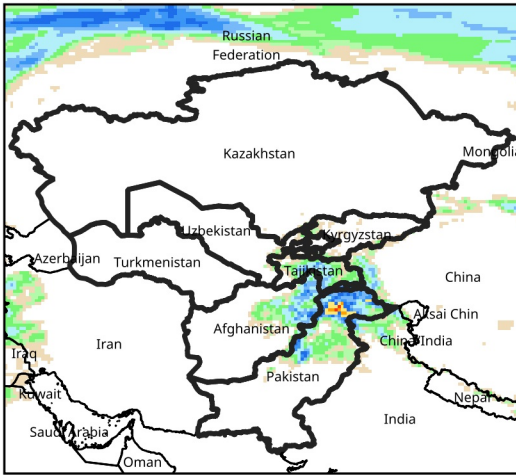 Russian
Federation
Kazakhstan
Mongolia
Uzbekistan
Kyrgyzstan
Azerbaijan
Turkmenistan
Tajikistan
China
Aksai Chin
Afghanistan
China/India
Iran
Iraq
Pakistan
Kuwait
Nepal
India
Saudi Arabia
Oman